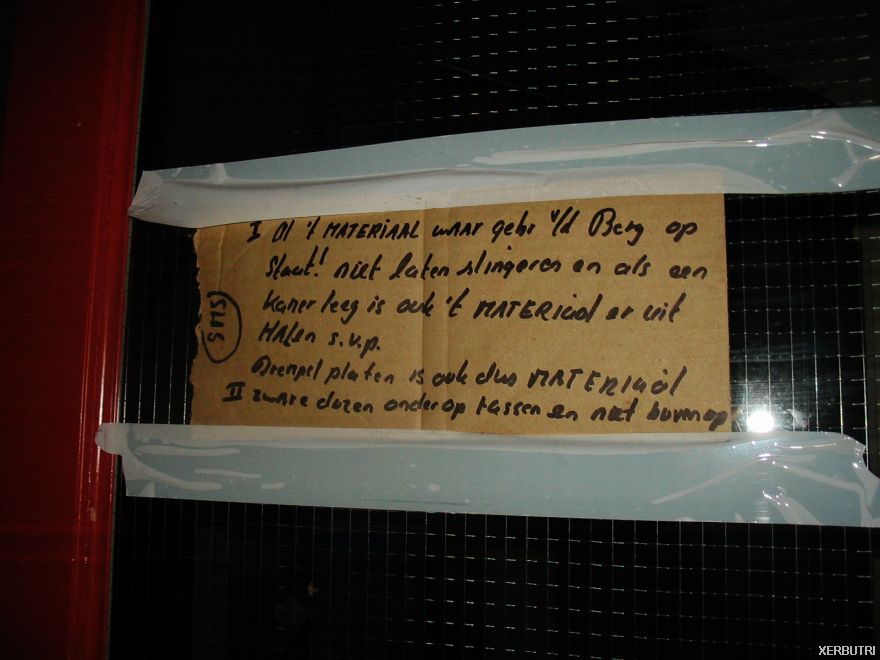 I Al 't MATERIAAL waar gebr v/d Berg op
staat! niet laten slingeren en als een
kamer leeg is ook 't MATERIaal er uit
HALen s.v.p.
Drempel platen is ook dus MATERIaal
II zware dozen onderop tassen en niet bovenop
SMS
XERBUTRI